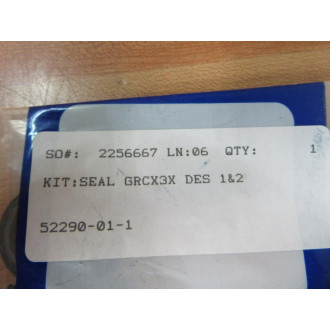 SO#: 2256667 LN:06 QTY: 1
KIT:SEAL GRCX3X DES 1&2
52290-01-1